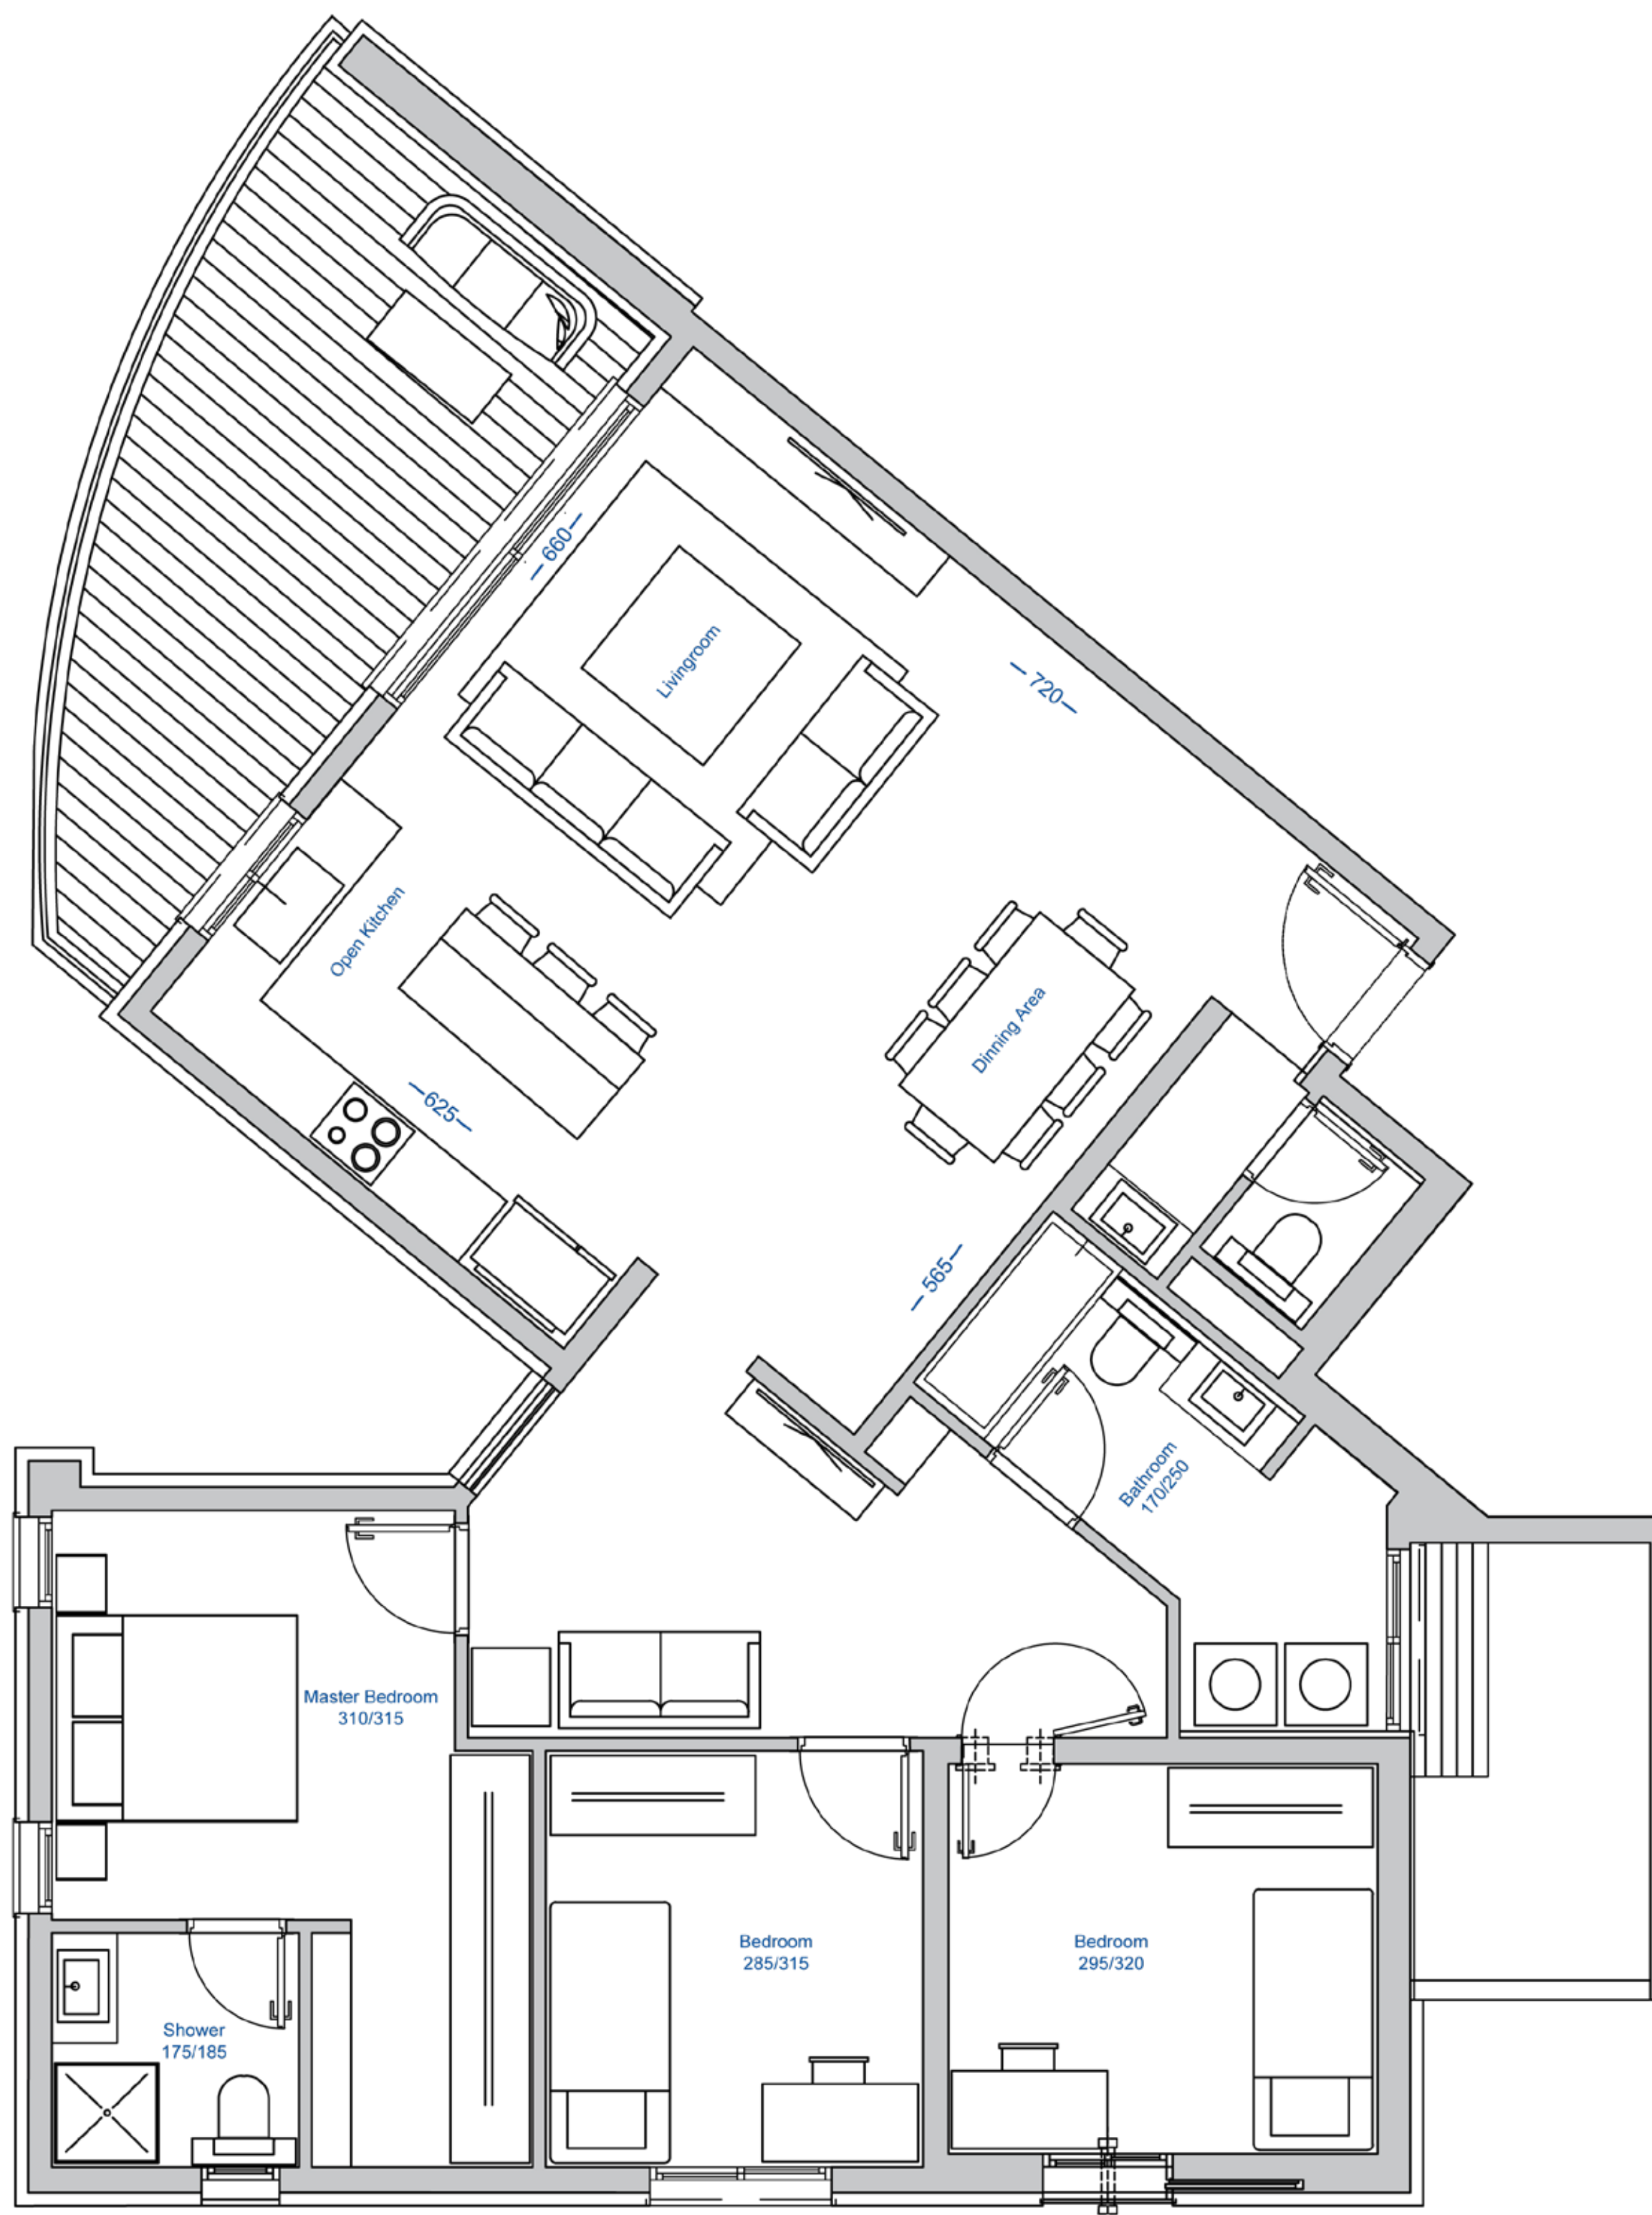 — 660—
Livingroom
— 720—
Open Kitchen
Dinning Area
—625—
— 565—
Bathroom
170/250
Master Bedroom
310/315
Bedroom
285/315
Bedroom
295/320
Shower
175/185